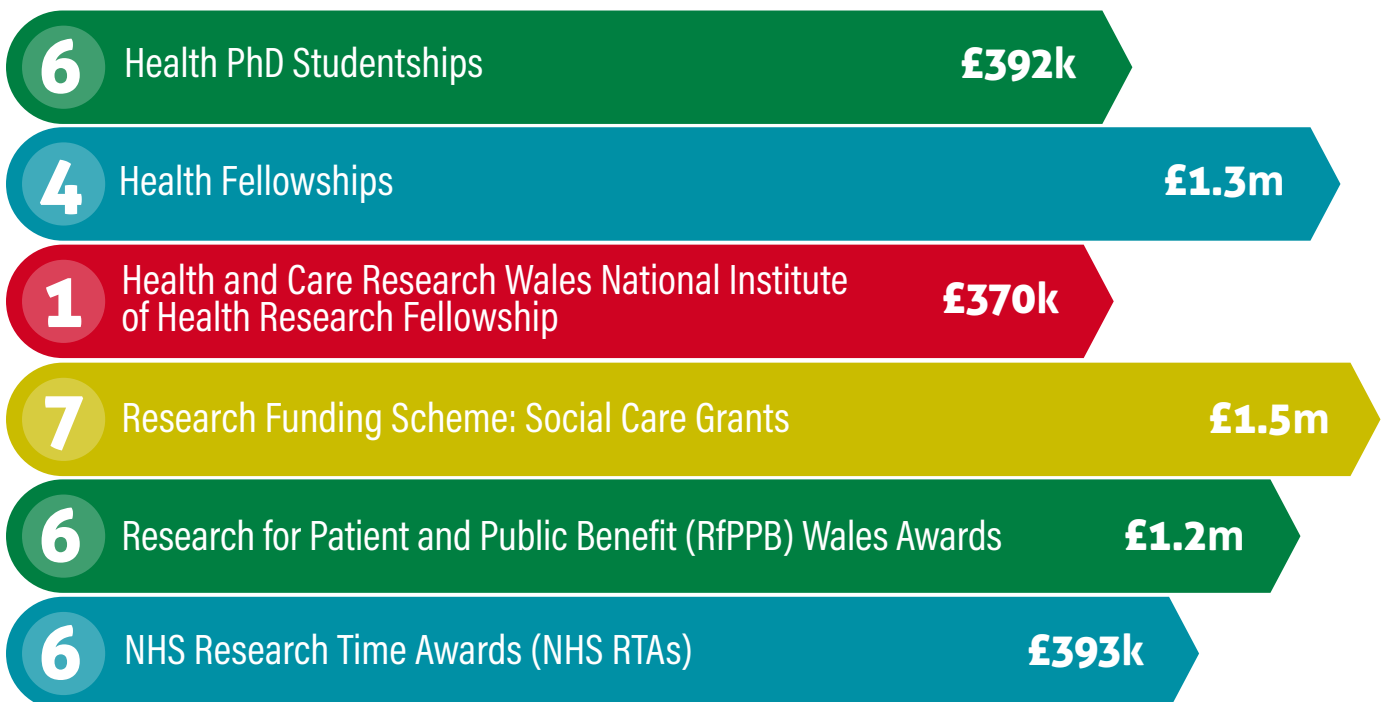 6 Health PhD Studentships £392k
4 Health Fellowships £1.3m
1 Health and Care Research Wales National Institute
of Health Research Fellowship £370k
7 Research Funding Scheme: Social Care Grants £1.5m
6 Research for Patient and Public Benefit (RfPPB) Wales Awards £1.2m
6 NHS Research Time Awards (NHS RTAs) £393k